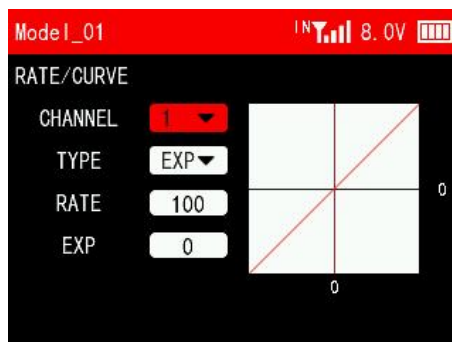 Model_01 IN 8.0V
RATE/CURVE
CHANNEL 1
TYPE EXP
RATE 100
EXP 0
0
0